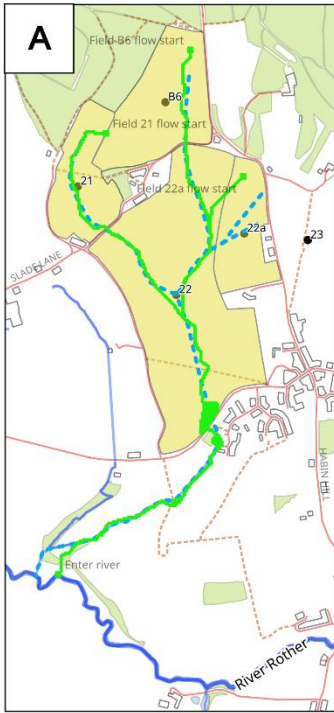 A
Field B6 flow start
B6
Field 21 flow start
21
Field 22a flow start
22a
23
SLADE LANE
22
HABIN HILL
Enter river
River Rother